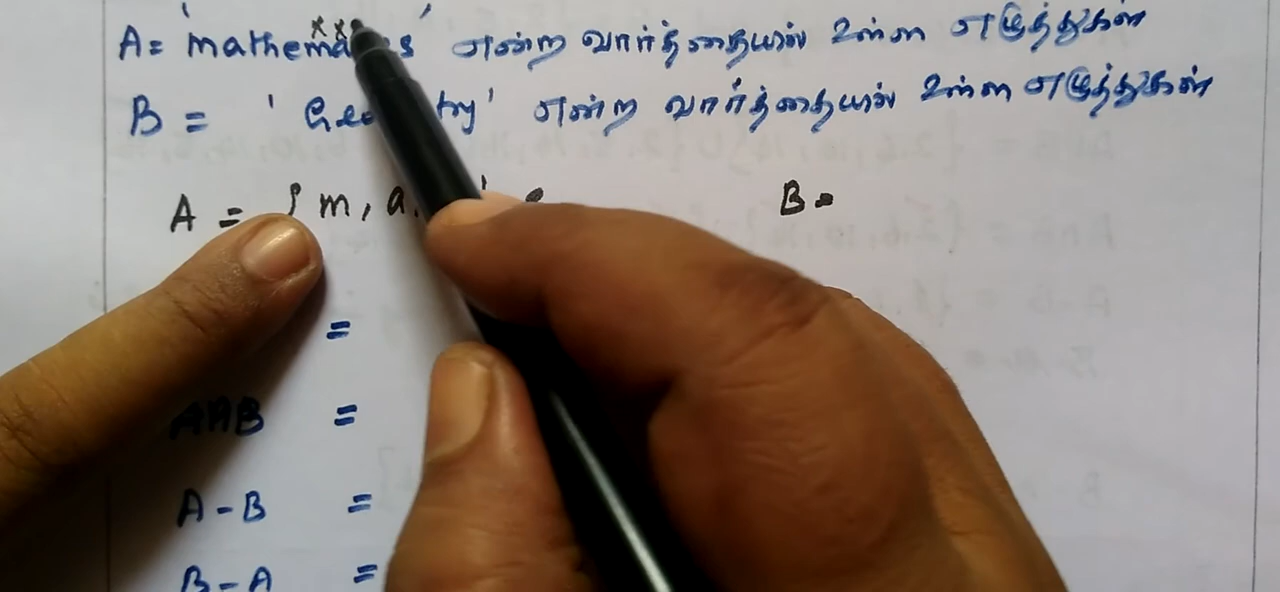 A = 'mathematics' என்ற வார்த்தையில் உள்ள எழுத்துகள்
B = 'Geometry' என்ற வார்த்தையில் உள்ள எழுத்துகள்
A = { m, a, B =
=
A∩B =
A - B =
B - A =